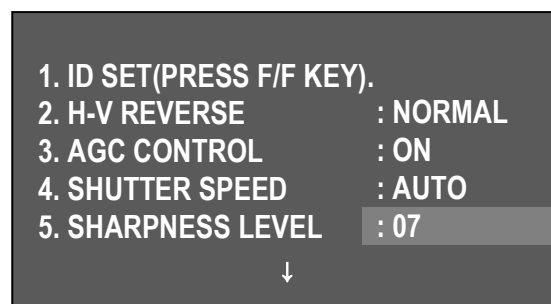 1. ID SET(PRESS F/F KEY).
2. H-V REVERSE : NORMAL
3. AGC CONTROL : ON
4. SHUTTER SPEED : AUTO
5. SHARPNESS LEVEL : 07
↓